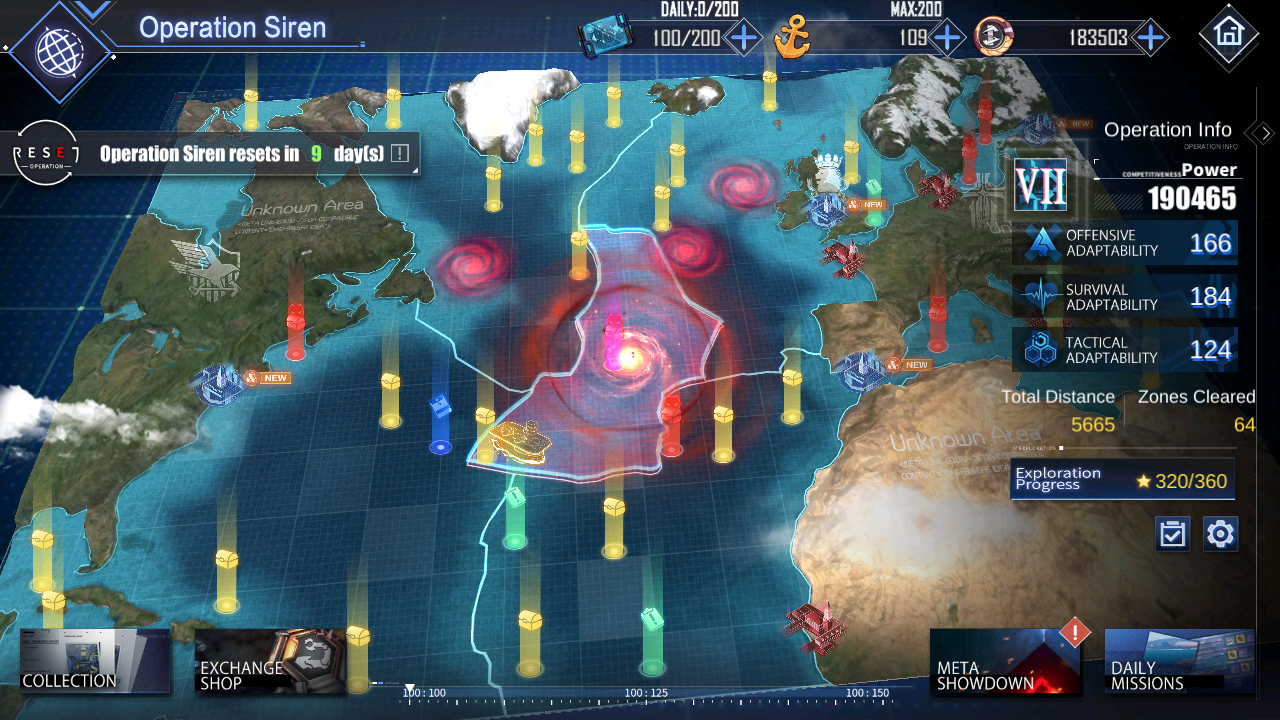 Operation Siren
DAILY:0/200
100/200
MAX:200
109
183503
RESET
OPERATION
Operation Siren resets in 9 day(s)
Unknown Area
NEW
Operation Info
OPERATION INFO
VII
COMPETITIVENESS Power
190465
NEW
OFFENSIVE
ADAPTABILITY
166
SURVIVAL
ADAPTABILITY
184
TACTICAL
ADAPTABILITY
124
NEW
NEW
Total Distance
Zones Cleared
5665
64
Unknown Area
Exploration
Progress
320/360
COLLECTION
EXCHANGE
SHOP
META
SHOWDOWN
DAILY
MISSIONS
100:100
100:125
100:150